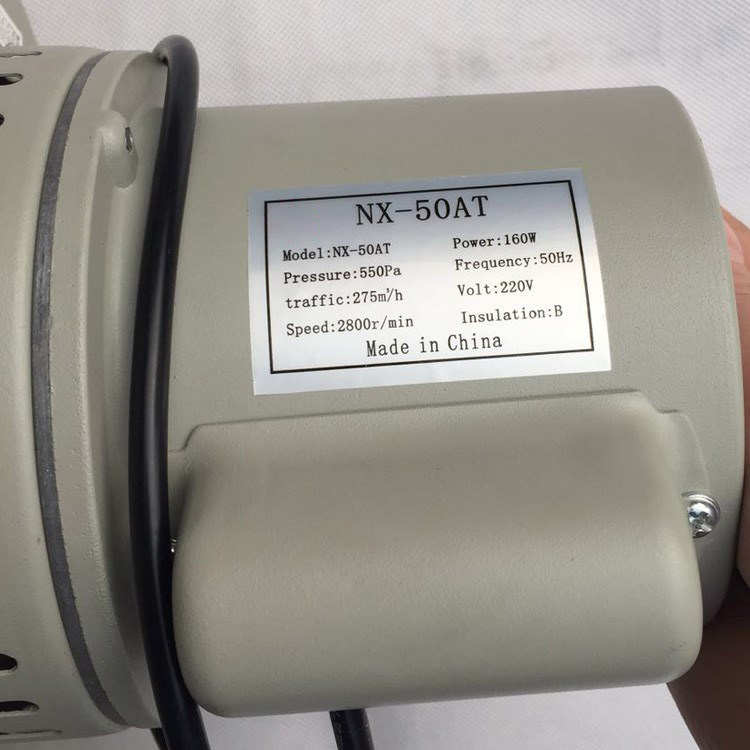 NX-50AT
Model:NX-50AT Power:160W
Pressure:550Pa Frequency:50Hz
traffic:275m³/h Volt:220V
Speed:2800r/min Insulation:B
Made in China